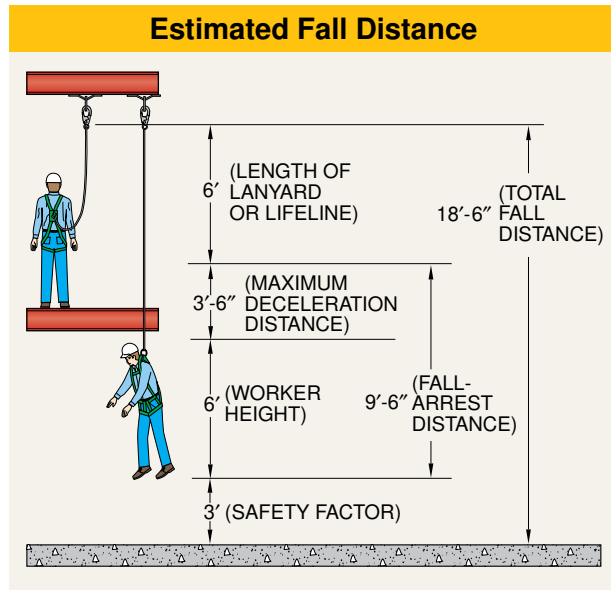 Estimated Fall Distance
6′ (LENGTH OF
LANYARD
OR LIFELINE)
18′-6″ (TOTAL
FALL
DISTANCE)
3′-6″ (MAXIMUM
DECELERATION
DISTANCE)
6′ (WORKER
HEIGHT)
9′-6″ (FALL-
ARREST
DISTANCE)
3′ (SAFETY FACTOR)